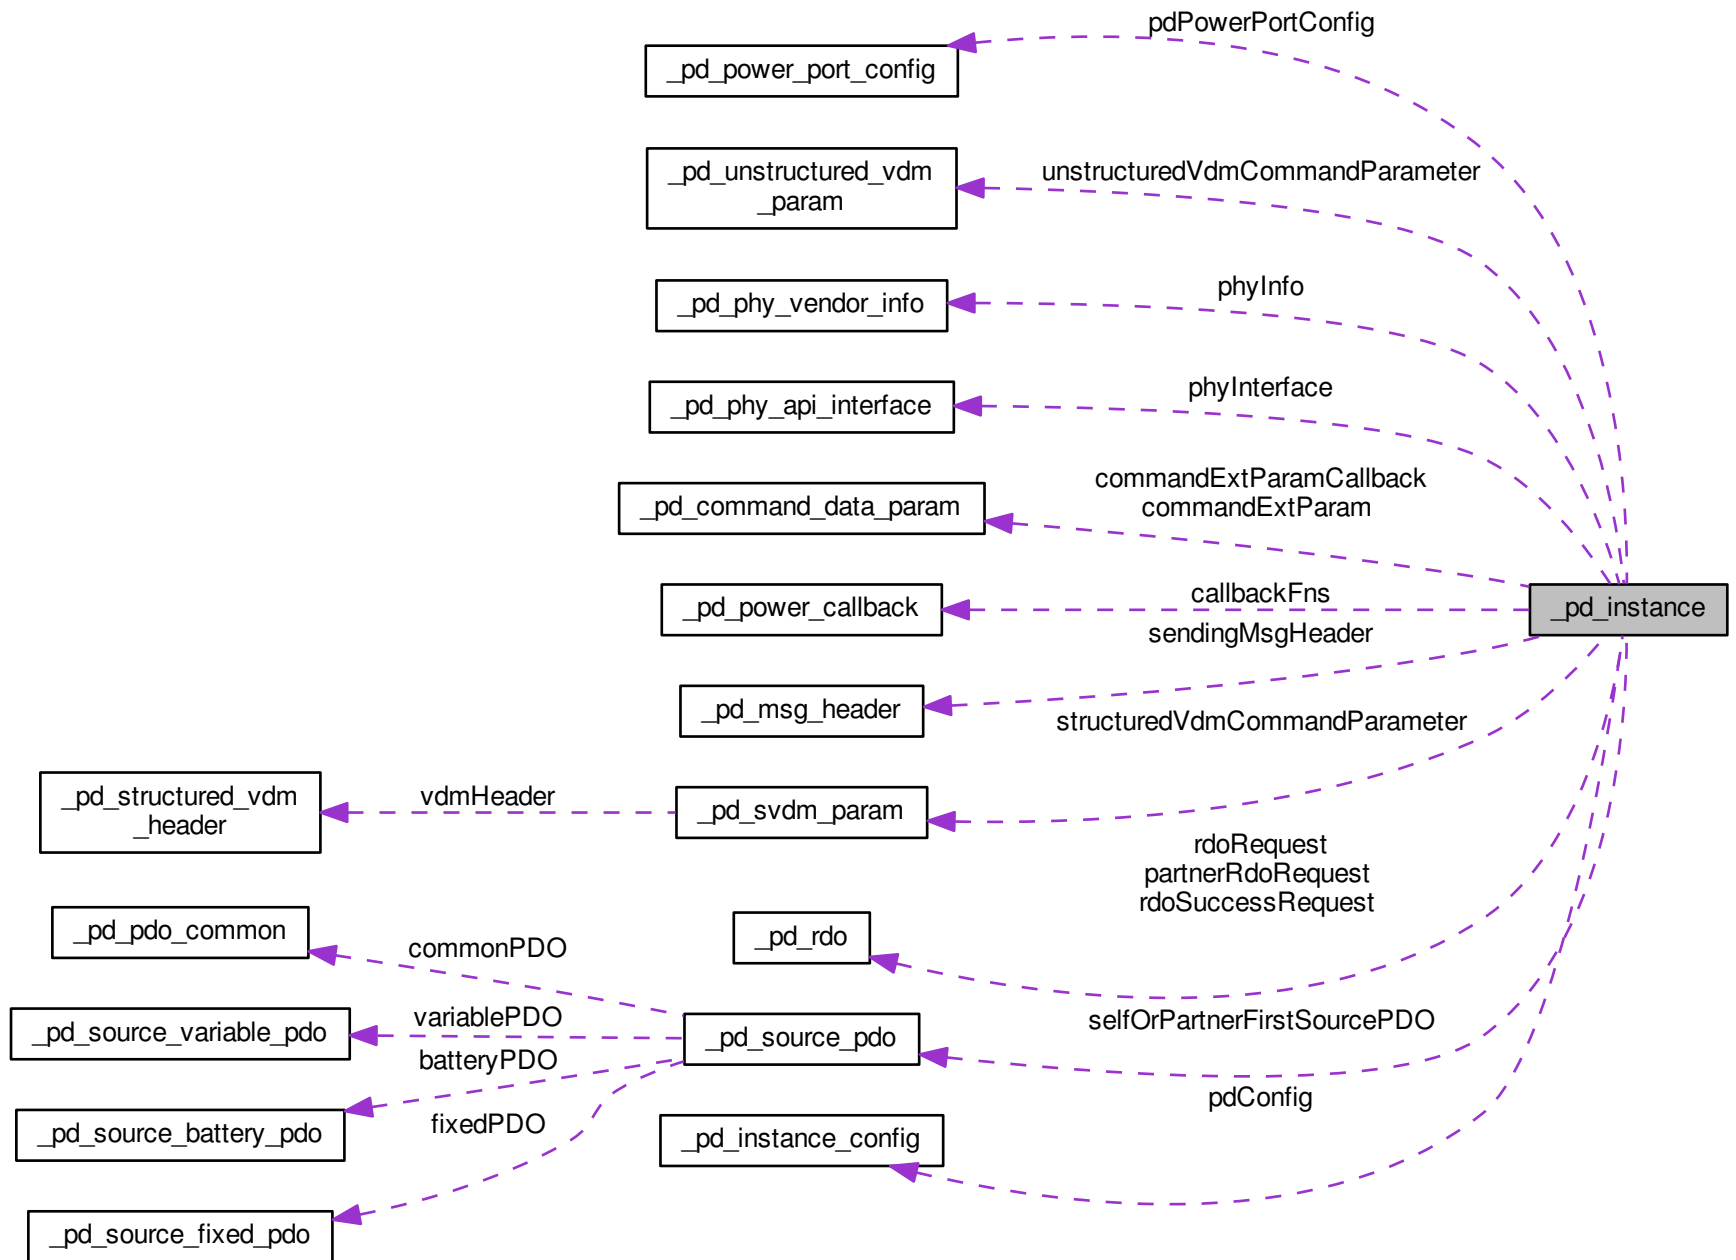 pdPowerPortConfig
_pd_power_port_config
unstructuredVdmCommandParameter
_pd_unstructured_vdm
_param
phyInfo
_pd_phy_vendor_info
phyInterface
_pd_phy_api_interface
commandExtParamCallback
commandExtParam
_pd_command_data_param
callbackFns
_pd_power_callback
_pd_instance
sendingMsgHeader
_pd_msg_header
structuredVdmCommandParameter
_pd_structured_vdm
_header
vdmHeader
_pd_svdm_param
rdoRequest
partnerRdoRequest
rdoSuccessRequest
_pd_pdo_common
commonPDO
_pd_rdo
_pd_source_variable_pdo
variablePDO
_pd_source_pdo
selfOrPartnerFirstSourcePDO
batteryPDO
pdConfig
_pd_source_battery_pdo
fixedPDO
_pd_instance_config
_pd_source_fixed_pdo